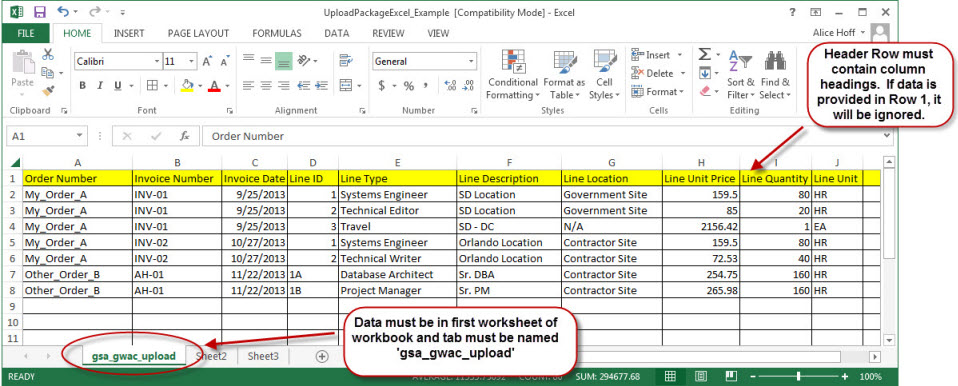 UploadPackageExcel_Example [Compatibility Mode] - Excel
FILE HOME INSERT PAGE LAYOUT FORMULAS DATA REVIEW VIEW Alice Hoff
Paste
Calibri 11 General
Conditional Formatting Format as Table Cell Styles
Insert
Delete
Format
Sort & Filter Find & Select
Clipboard Font Alignment Number Styles Cells Editing
Header Row must contain column headings. If data is provided in Row 1, it will be ignored.
A1 fx Order Number
A B C D E F G H I J
1 Order Number Invoice Number Invoice Date Line ID Line Type Line Description Line Location Line Unit Price Line Quantity Line Unit
2 My_Order_A INV-01 9/25/2013 1 Systems Engineer SD Location Government Site 159.5 80 HR
3 My_Order_A INV-01 9/25/2013 2 Technical Editor SD Location Government Site 85 20 HR
4 My_Order_A INV-01 9/25/2013 3 Travel SD - DC N/A 2156.42 1 EA
5 My_Order_A INV-02 10/27/2013 1 Systems Engineer Orlando Location Contractor Site 159.5 80 HR
6 My_Order_A INV-02 10/27/2013 2 Technical Writer Orlando Location Contractor Site 72.53 40 HR
7 Other_Order_B AH-01 11/22/2013 1A Database Architect Sr. DBA Contractor Site 254.75 160 HR
8 Other_Order_B AH-01 11/22/2013 1B Project Manager Sr. PM Contractor Site 265.98 160 HR
9
10
11
Data must be in first worksheet of workbook and tab must be named 'gsa_gwac_upload'
gsa_gwac_upload Sheet2 Sheet3
READY SUM: 294677.68 100%